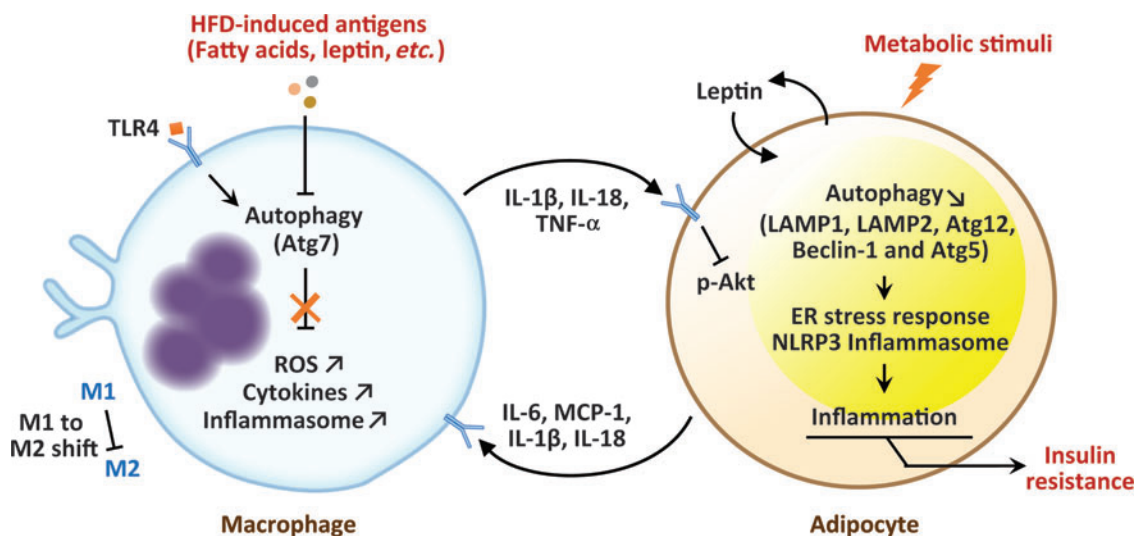 HFD-induced antigens
(Fatty acids, leptin, etc.)
TLR4
Autophagy
(Atg7)
ROS ↗
Cytokines ↗
Inflammasome ↗
M1
M1 to
M2 shift
M2
Macrophage
IL-1β, IL-18,
TNF-α
IL-6, MCP-1,
IL-1β, IL-18
Metabolic stimuli
Leptin
Autophagy↘
(LAMP1, LAMP2, Atg12,
Beclin-1 and Atg5)
p-Akt
ER stress response
NLRP3 Inflammasome
Inflammation
Insulin
resistance
Adipocyte